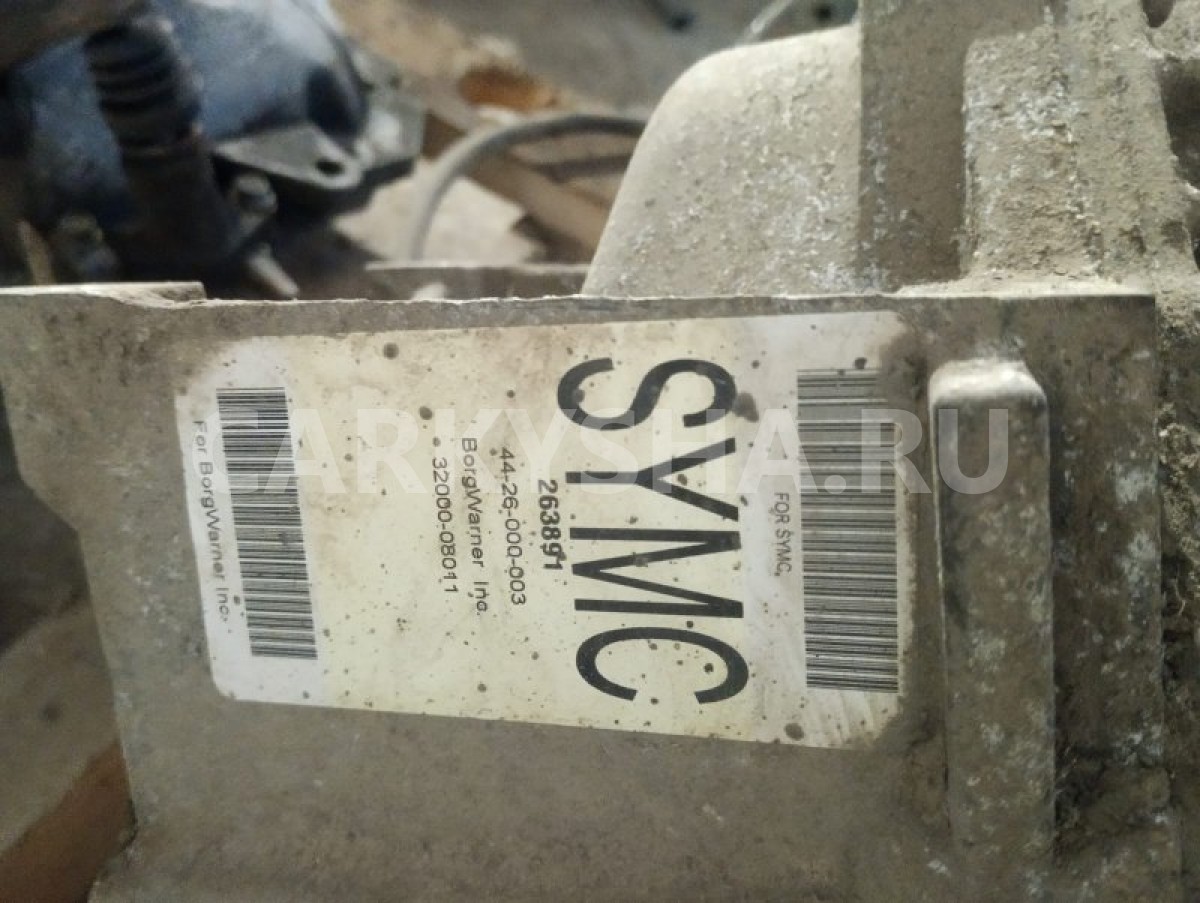 FOR SYMC,
SYMC
263891
44-26-000-003
BorgWarner Inc.
32000-08011
For BorgWarner Inc.
CARKYSHA.RU